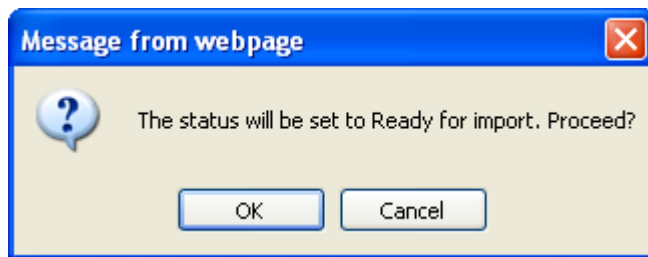 Message from webpage
The status will be set to Ready for import. Proceed?
OK Cancel